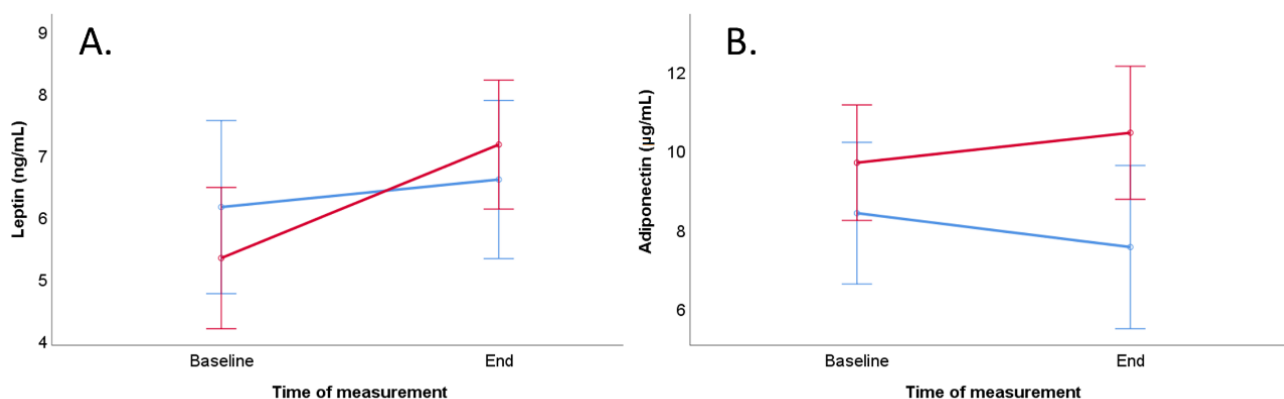 A.
Leptin (ng/mL)
9
8
7
6
5
4
Baseline
End
Time of measurement
B.
Adiponectin (µg/mL)
12
10
8
6
Baseline
End
Time of measurement